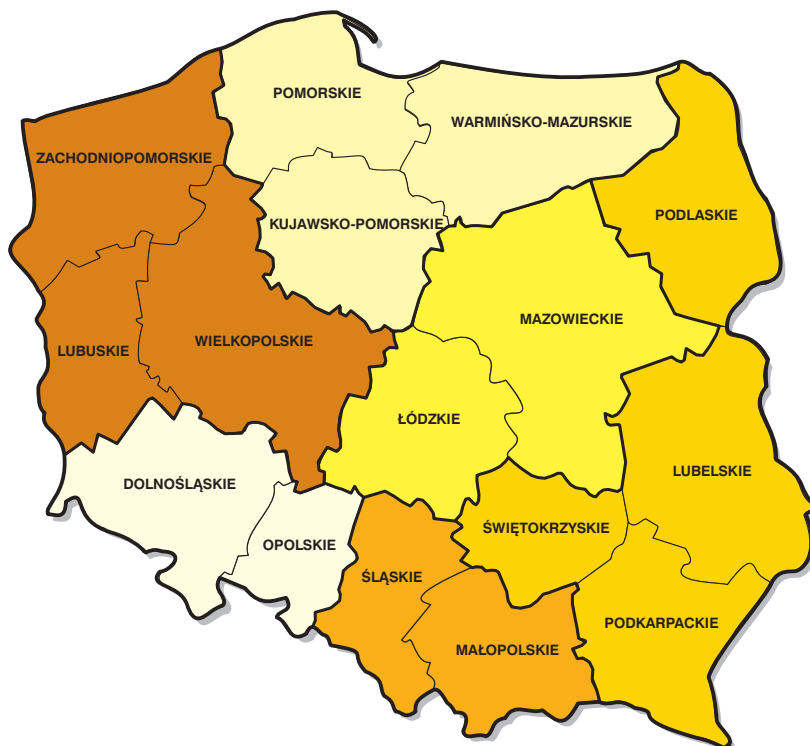 POMORSKIE
WARMIŃSKO-MAZURSKIE
ZACHODNIOPOMORSKIE
KUJAWSKO-POMORSKIE
PODLASKIE
MAZOWIECKIE
WIELKOPOLSKIE
LUBUSKIE
ŁÓDZKIE
LUBELSKIE
DOLNOŚLĄSKIE
ŚWIĘTOKRZYSKIE
OPOLSKIE
ŚLĄSKIE
PODKARPACKIE
MAŁOPOLSKIE